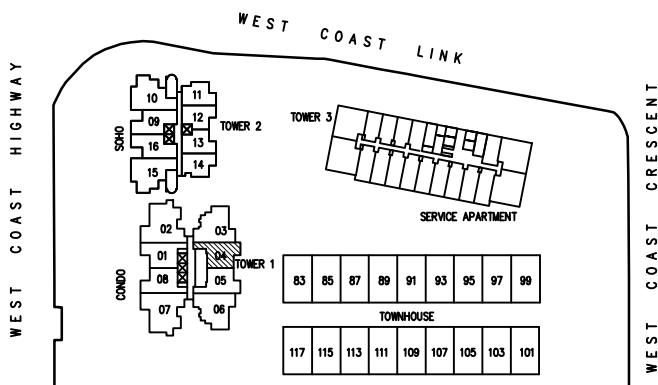 WEST COAST LINK
WEST COAST HIGHWAY
WEST COAST CRESCENT
10
11
09
12
SOHO
TOWER 2
16
13
15
14
TOWER 3
SERVICE APARTMENT
02
03
01
04
TOWER 1
CONDO
08
05
07
06
83 85 87 89 91 93 95 97 99
TOWNHOUSE
117 115 113 111 109 107 105 103 101